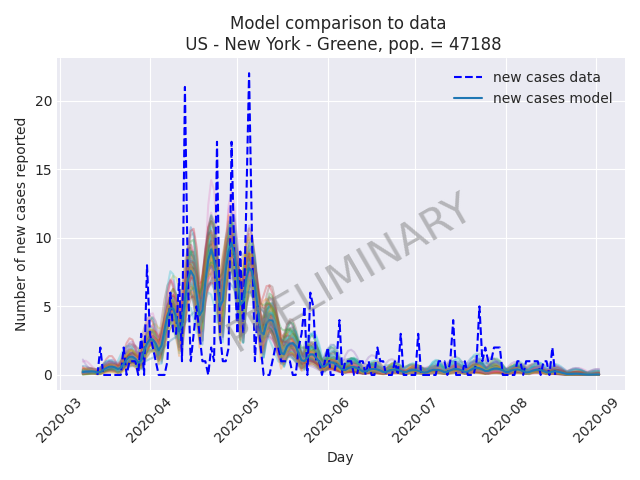 Model comparison to data
US - New York - Greene, pop. = 47188
new cases data
new cases model
Number of new cases reported
20
15
10
5
0
PRELIMINARY
2020-03
2020-04
2020-05
2020-06
2020-07
2020-08
2020-09
Day